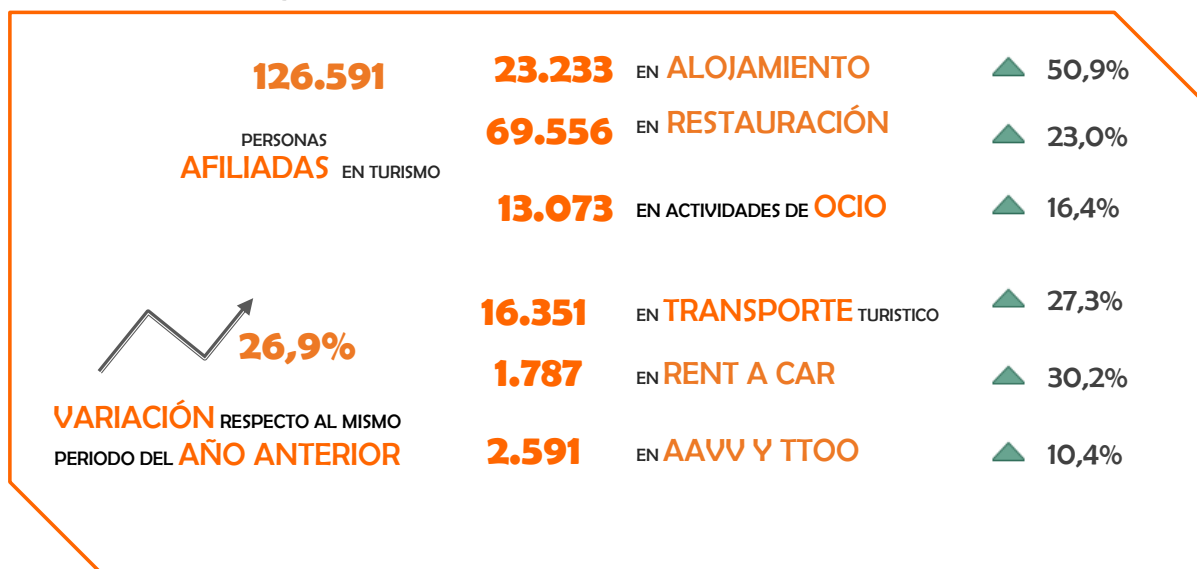 126.591
PERSONAS
AFILIADAS EN TURISMO
26,9%
VARIACIÓN RESPECTO AL MISMO
PERIODO DEL AÑO ANTERIOR
23.233 EN ALOJAMIENTO 50,9%
69.556 EN RESTAURACIÓN 23,0%
13.073 EN ACTIVIDADES DE OCIO 16,4%
16.351 EN TRANSPORTE TURISTICO 27,3%
1.787 EN RENT A CAR 30,2%
2.591 EN AAVV Y TTOO 10,4%